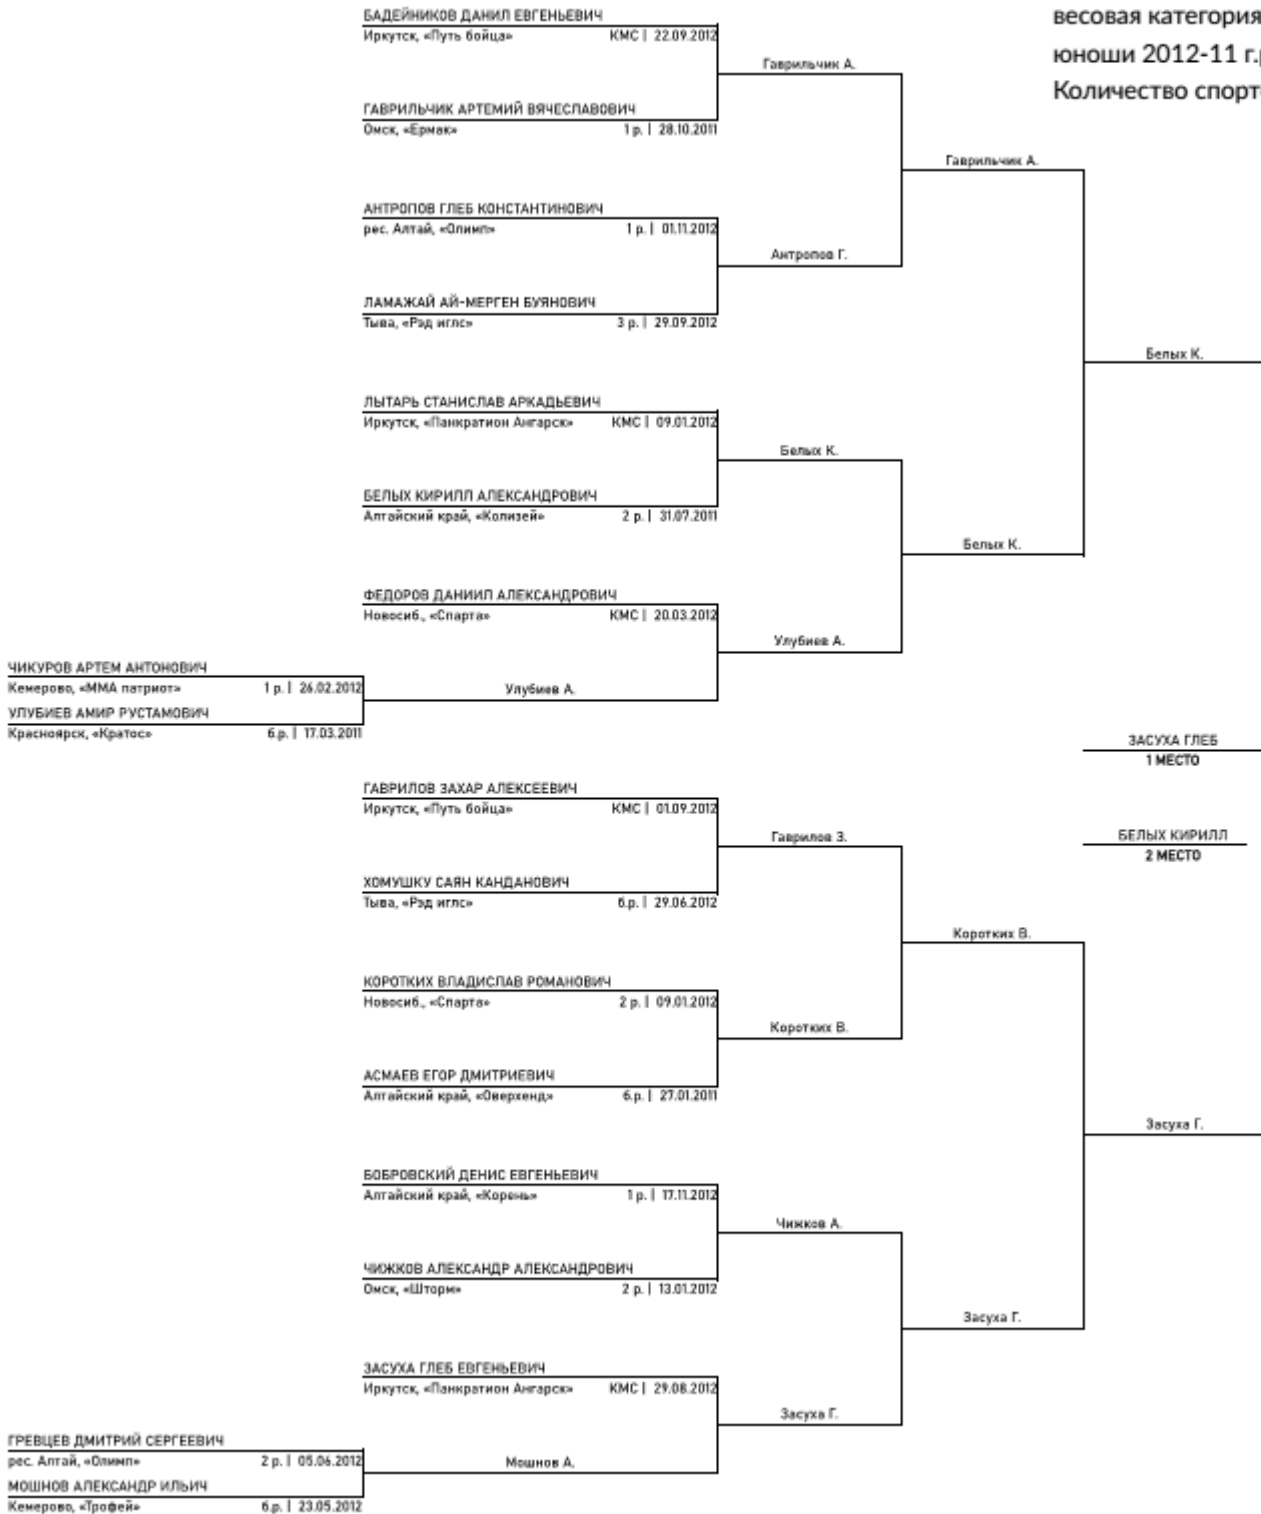 весовая категория
юноши 2012-11 г.р
Количество спорт
БАДЕЙНИКОВ ДАНИЛ ЕВГЕНЬЕВИЧ
Иркутск, «Путь бойца» КМС | 22.09.2012
Гаврильчик А.
ГАВРИЛЬЧИК АРТЕМИЙ ВЯЧЕСЛАВОВИЧ
Омск, «Ермак» 1 р. | 28.10.2011
Гаврильчик А.
АНТРОПОВ ГЛЕБ КОНСТАНТИНОВИЧ
рес. Алтай, «Олимп» 1 р. | 01.11.2012
Антропов Г.
ЛАМАЖАЙ АЙ-МЕРГЕН БУЯНОВИЧ
Тыва, «Рэд иглс» 3 р. | 29.09.2012
Белых К.
ЛЫТАРЬ СТАНИСЛАВ АРКАДЬЕВИЧ
Иркутск, «Панкратион Ангарск» КМС | 09.01.2012
Белых К.
БЕЛЫХ КИРИЛЛ АЛЕКСАНДРОВИЧ
Алтайский край, «Колизей» 2 р. | 31.07.2011
Белых К.
ФЕДОРОВ ДАНИИЛ АЛЕКСАНДРОВИЧ
Новосиб., «Спарта» КМС | 20.03.2012
Улубиев А.
ЧИКУРОВ АРТЕМ АНТОНОВИЧ
Кемерово, «ММА патриот» 1 р. | 26.02.2012
Улубиев А.
УЛУБИЕВ АМИР РУСТАМОВИЧ
Красноярск, «Кратос» б.р. | 17.03.2011
ЗАСУХА ГЛЕБ
1 МЕСТО
ГАВРИЛОВ ЗАХАР АЛЕКСЕЕВИЧ
Иркутск, «Путь бойца» КМС | 01.09.2012
Гаврилов З.
БЕЛЫХ КИРИЛЛ
2 МЕСТО
ХОМУШКУ САЯН КАНДАНОВИЧ
Тыва, «Рэд иглс» б.р. | 29.06.2012
Коротких В.
КОРОТКИХ ВЛАДИСЛАВ РОМАНОВИЧ
Новосиб., «Спарта» 2 р. | 09.01.2012
Коротких В.
АСМАЕВ ЕГОР ДМИТРИЕВИЧ
Алтайский край, «Оверхенд» б.р. | 27.01.2011
Засуха Г.
БОБРОВСКИЙ ДЕНИС ЕВГЕНЬЕВИЧ
Алтайский край, «Корень» 1 р. | 17.11.2012
Чижков А.
ЧИЖКОВ АЛЕКСАНДР АЛЕКСАНДРОВИЧ
Омск, «Шторм» 2 р. | 13.01.2012
Засуха Г.
ЗАСУХА ГЛЕБ ЕВГЕНЬЕВИЧ
Иркутск, «Панкратион Ангарск» КМС | 29.08.2012
Засуха Г.
ГРЕВЦЕВ ДМИТРИЙ СЕРГЕЕВИЧ
рес. Алтай, «Олимп» 2 р. | 05.06.2012
Мошнов А.
МОШНОВ АЛЕКСАНДР ИЛЬИЧ
Кемерово, «Трофей» б.р. | 23.05.2012